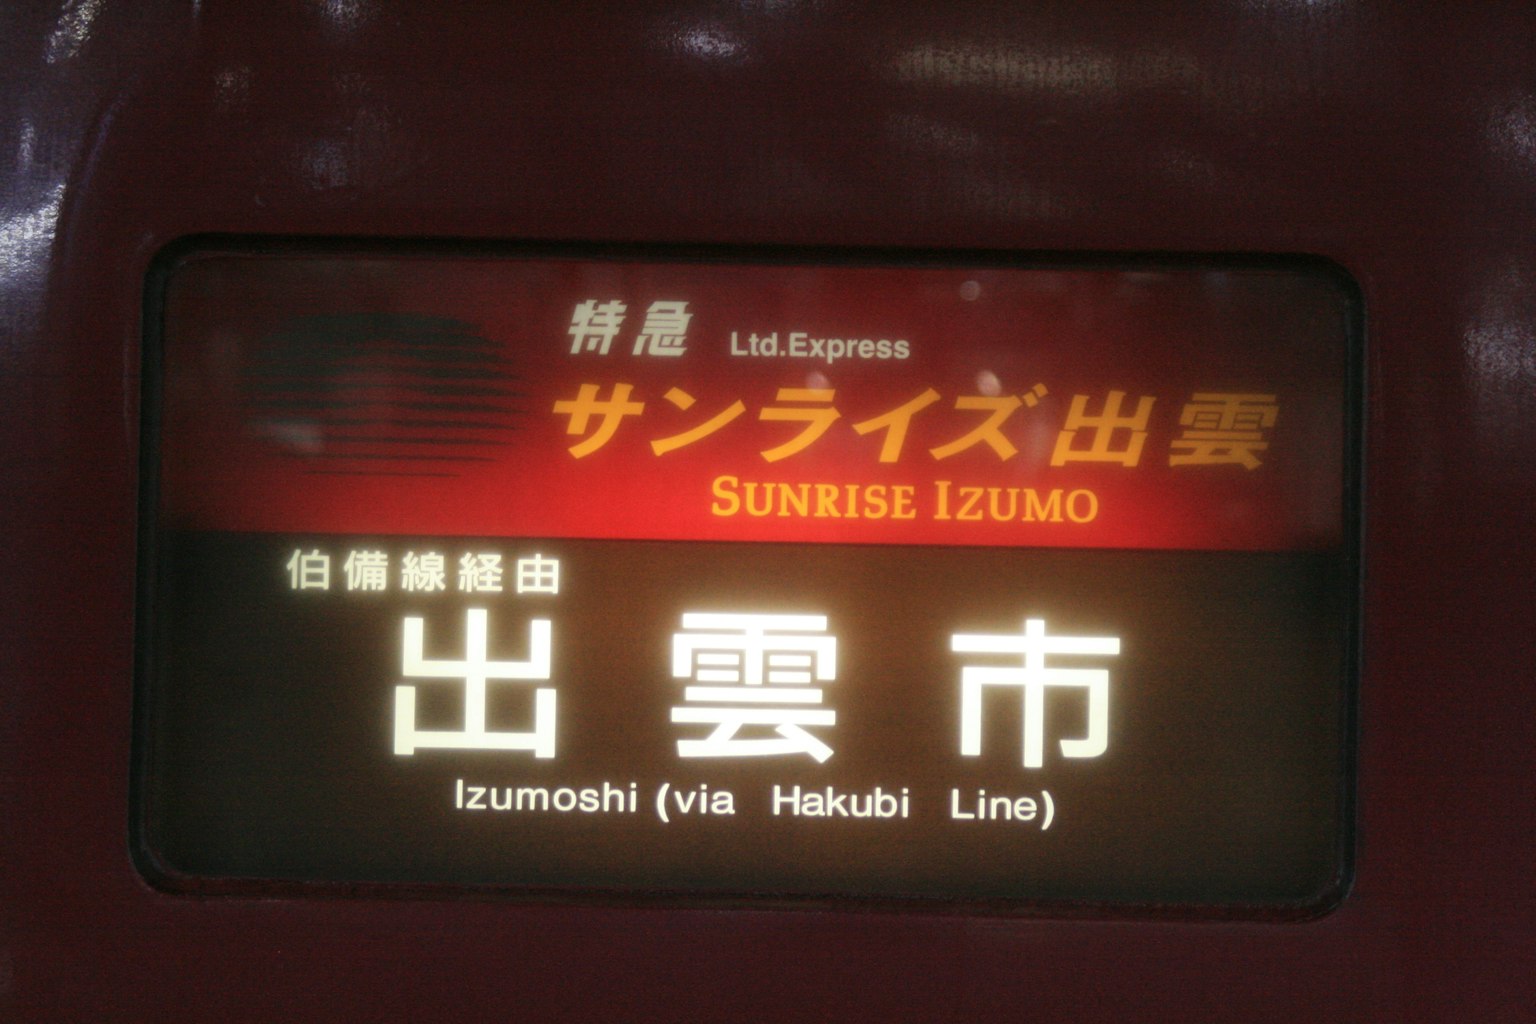 特急 Ltd.Express
サンライズ出雲
SUNRISE IZUMO
伯備線経由
出雲市
Izumoshi (via Hakubi Line)